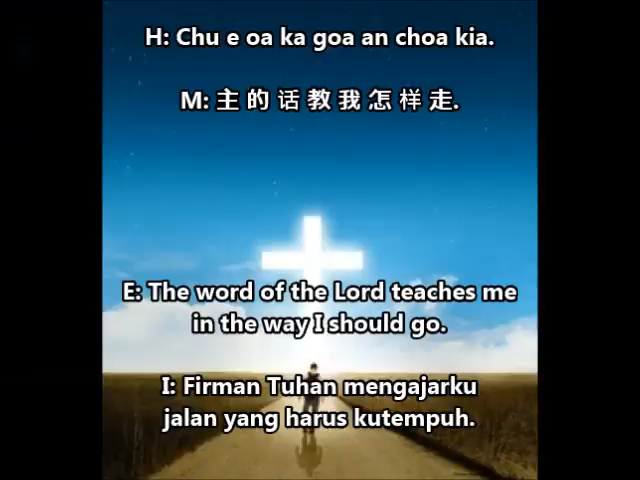 H: Chu e oa ka goa an choa kia.
M: 主 的 话 教 我 怎 样 走.
E: The word of the Lord teaches me
in the way I should go.
I: Firman Tuhan mengajarku
jalan yang harus kutempuh.